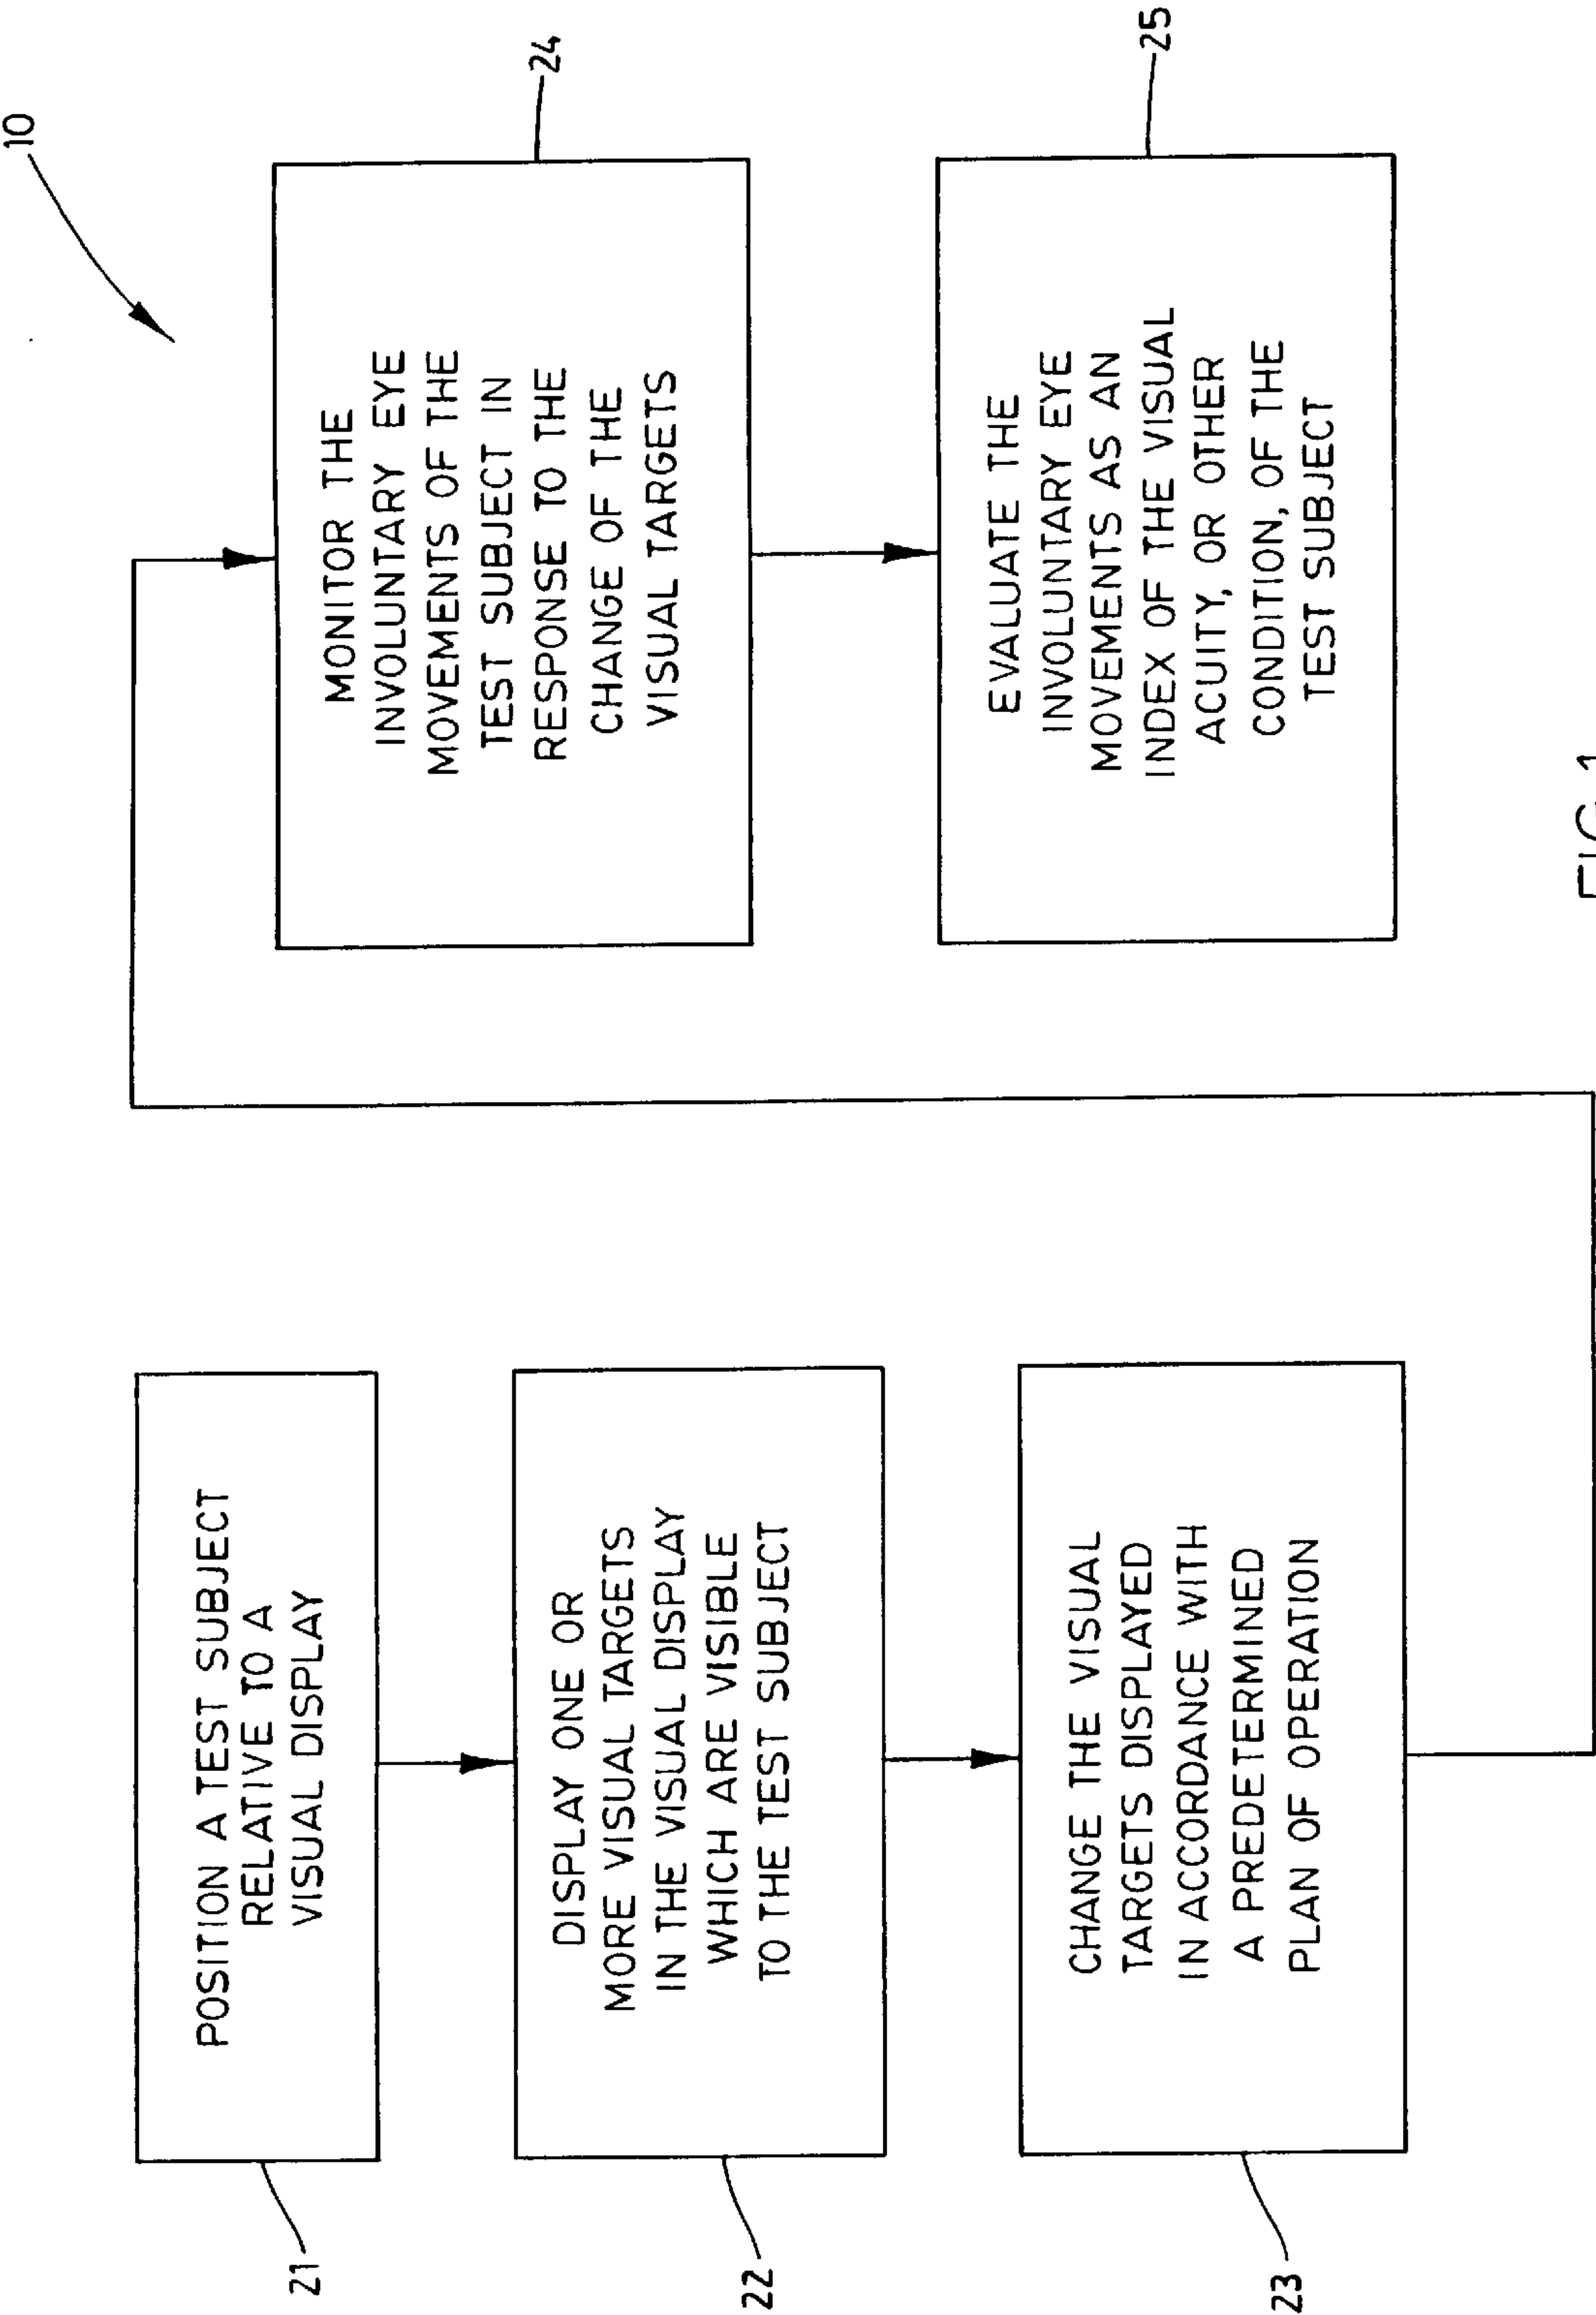 10
21
POSITION A TEST SUBJECT
RELATIVE TO A
VISUAL DISPLAY
22
DISPLAY ONE OR
MORE VISUAL TARGETS
IN THE VISUAL DISPLAY
WHICH ARE VISIBLE
TO THE TEST SUBJECT
23
CHANGE THE VISUAL
TARGETS DISPLAYED
IN ACCORDANCE WITH
A PREDETERMINED
PLAN OF OPERATION
24
MONITOR THE
INVOLUNTARY EYE
MOVEMENTS OF THE
TEST SUBJECT IN
RESPONSE TO THE
CHANGE OF THE
VISUAL TARGETS
25
EVALUATE THE
INVOLUNTARY EYE
MOVEMENTS AS AN
INDEX OF THE VISUAL
ACUITY, OR OTHER
CONDITION, OF THE
TEST SUBJECT
FIG. 1